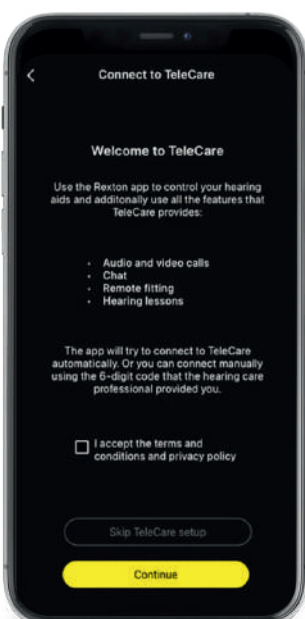 Connect to TeleCare
Welcome to TeleCare
Use the Rexton app to control your hearing
aids and additonally use all the features that
TeleCare provides:
- Audio and video calls
- Chat
- Remote fitting
- Hearing lessons
The app will try to connect to TeleCare
automatically. Or you can connect manually
using the 6-digit code that the hearing care
professional provided you.
I accept the terms and
conditions and privacy policy
Skip TeleCare setup
Continue